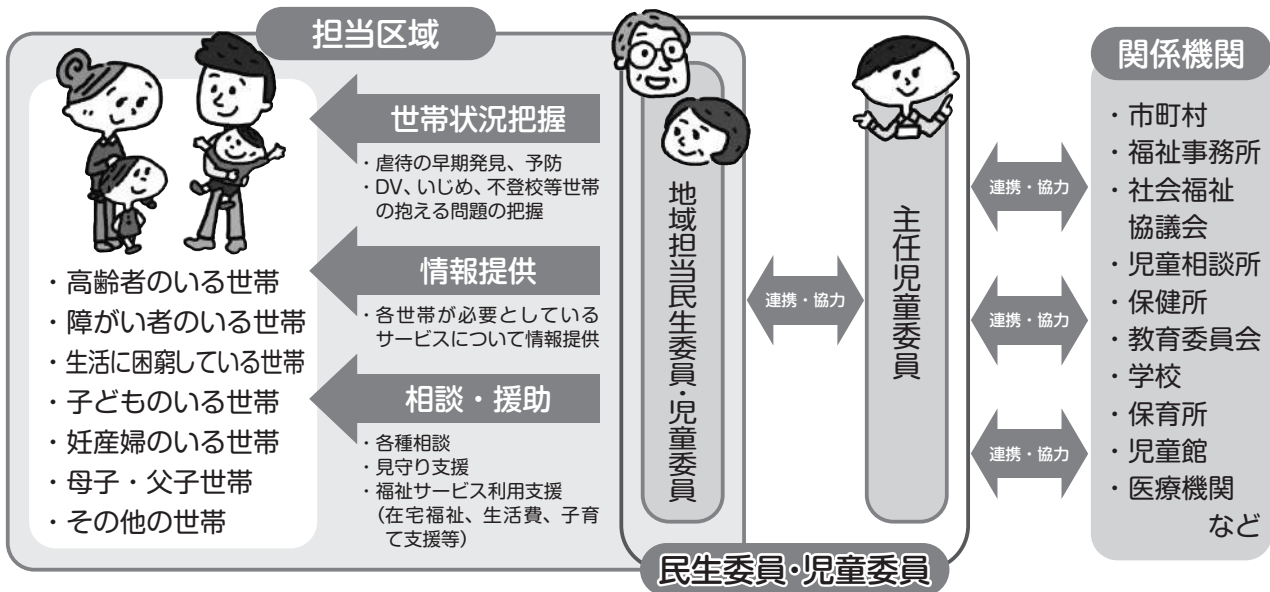 担当区域
・高齢者のいる世帯
・障がい者のいる世帯
・生活に困窮している世帯
・子どものいる世帯
・妊産婦のいる世帯
・母子・父子世帯
・その他の世帯
世帯状況把握
・虐待の早期発見、予防
・DV、いじめ、不登校等世帯
の抱える問題の把握
情報提供
・各世帯が必要としている
サービスについて情報提供
相談・援助
・各種相談
・見守り支援
・福祉サービス利用支援
(在宅福祉、生活費、子育
て支援等)
地域担当民生委員・児童委員
連携・協力
主任児童委員
民生委員・児童委員
連携・協力
連携・協力
連携・協力
関係機関
・市町村
・福祉事務所
・社会福祉
協議会
・児童相談所
・保健所
・教育委員会
・学校
・保育所
・児童館
・医療機関
など